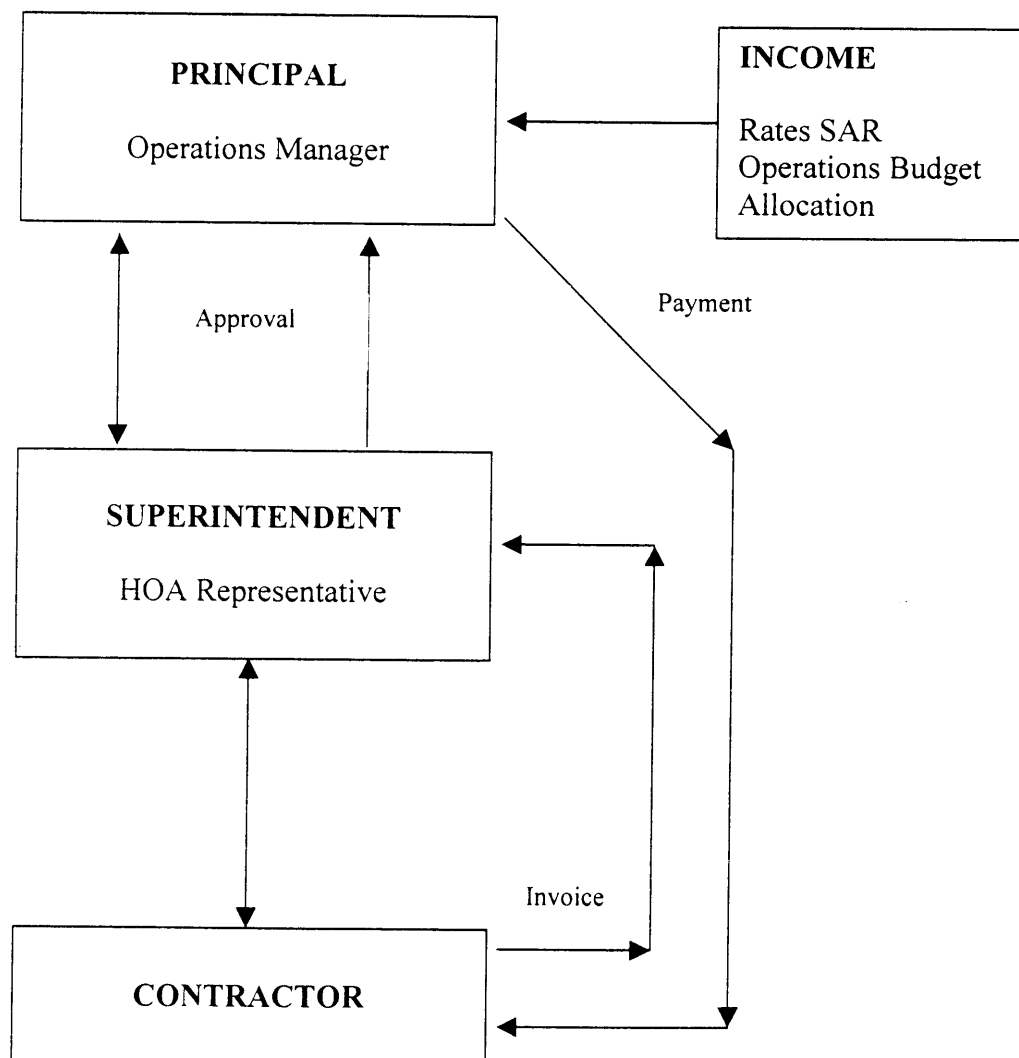 PRINCIPAL
Operations Manager
INCOME
Rates SAR
Operations Budget
Allocation
Approval
Payment
SUPERINTENDENT
HOA Representative
Invoice
CONTRACTOR